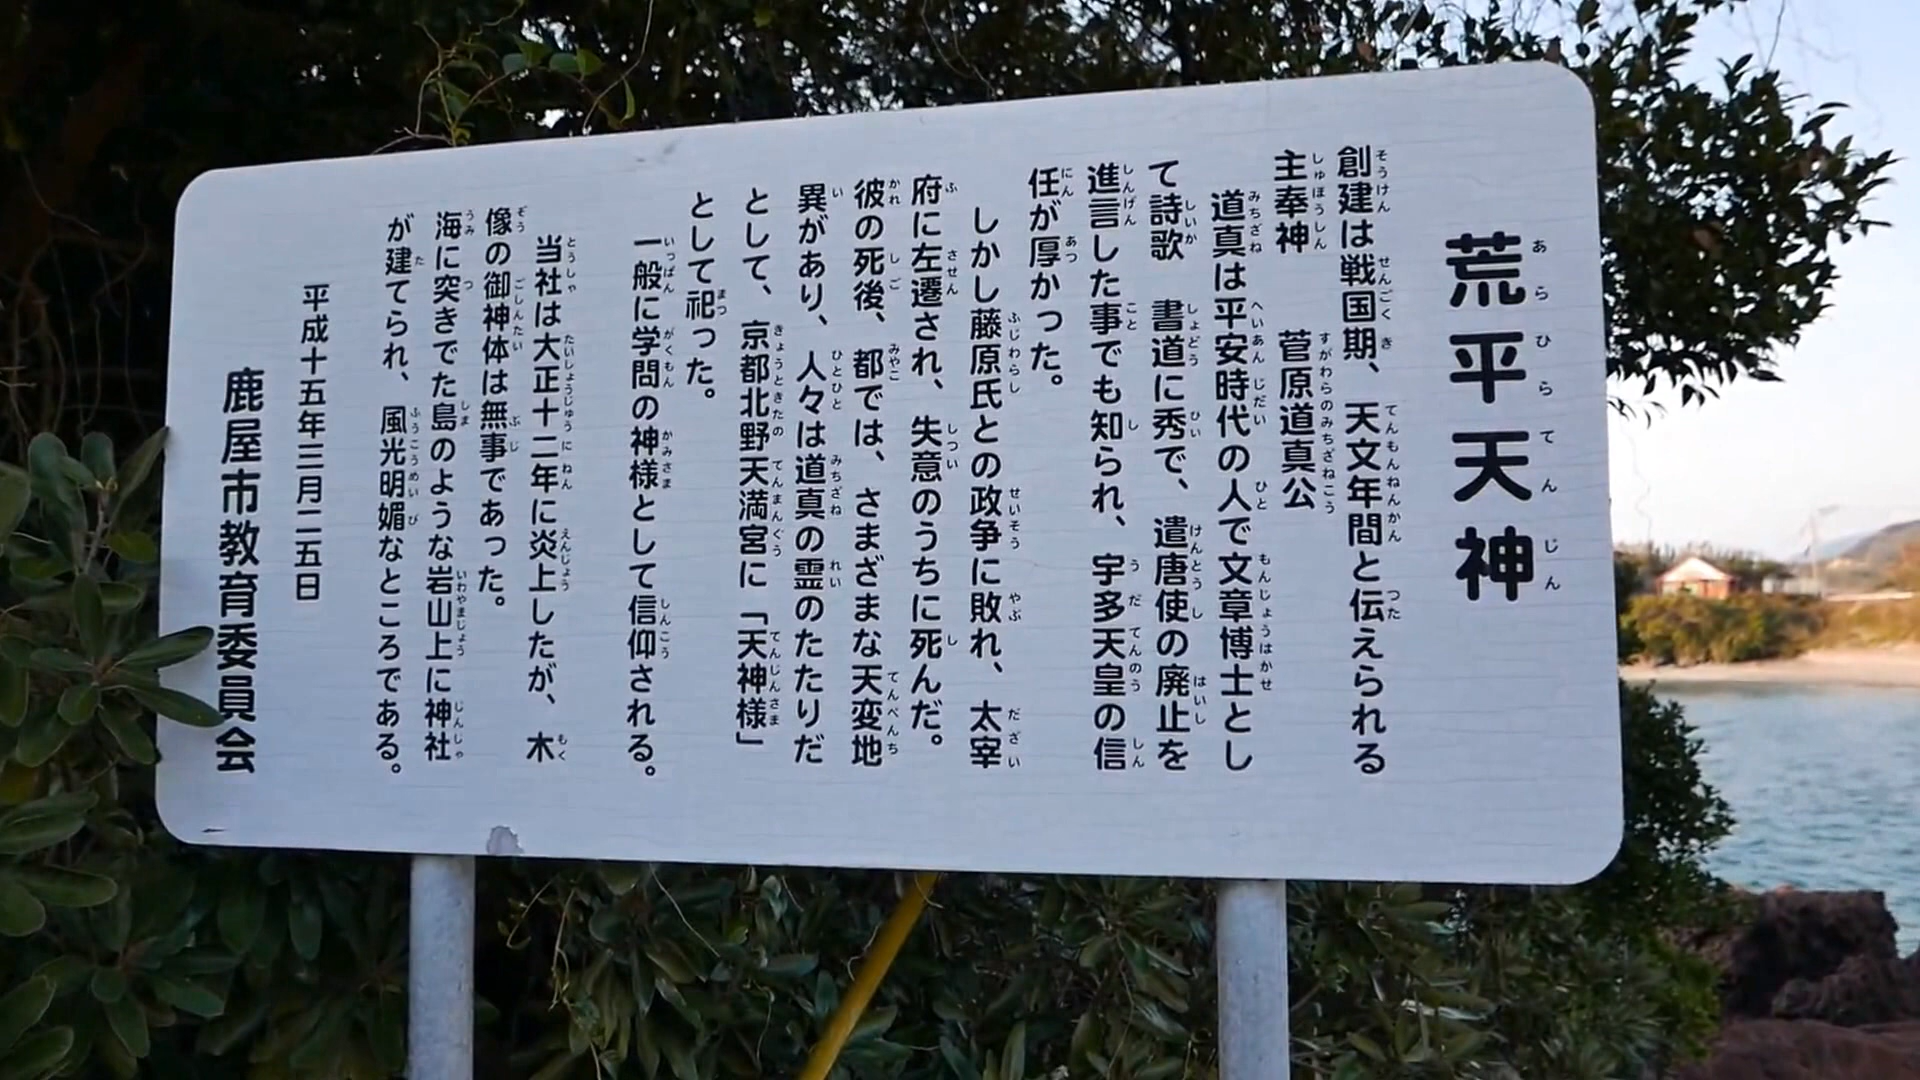 荒平天神
創建は戦国期、天文年間と伝えられる
主奉神　菅原道真公
道真は平安時代の人で文章博士とし
て詩歌　書道に秀で、遣唐使の廃止を
進言した事でも知られ、宇多天皇の信
任が厚かった。
しかし藤原氏との政争に敗れ、太宰
府に左遷され、失意のうちに死んだ。
彼の死後、都では、さまざまな天変地
異があり、人々は道真の霊のたたりだ
として、京都北野天満宮に「天神様」
として祀った。
一般に学問の神様として信仰される。
当社は大正十二年に炎上したが、木
像の御神体は無事であった。
海に突きでた島のような岩山上に神社
が建てられ、風光明媚なところである。
平成十五年三月二五日
鹿屋市教育委員会